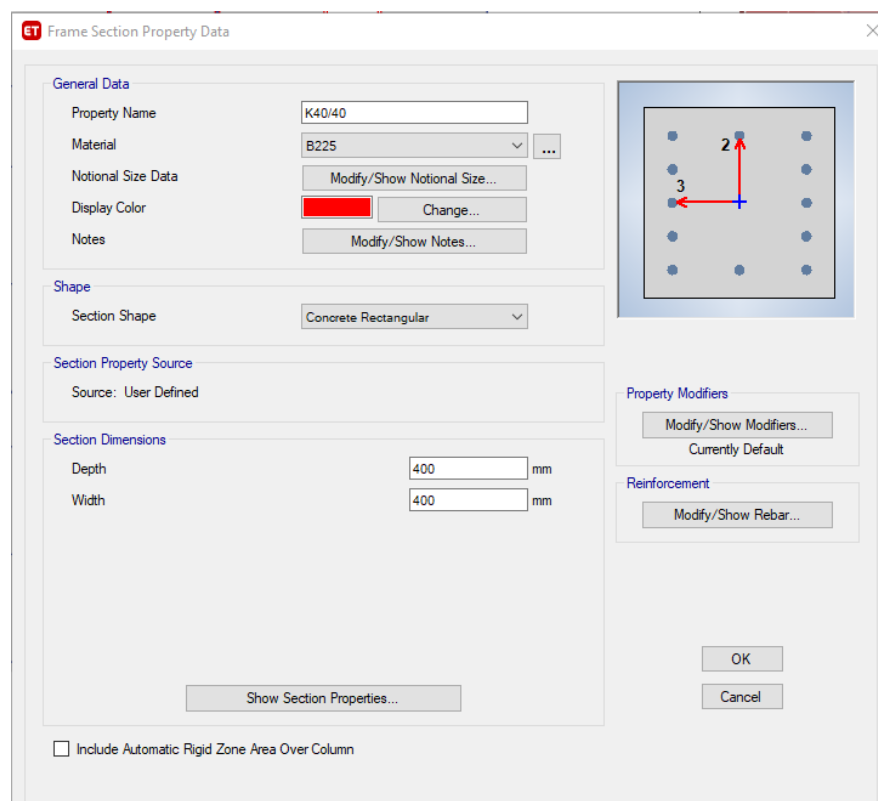 ET Frame Section Property Data
General Data
Property Name K40/40
Material B225 ...
Notional Size Data Modify/Show Notional Size...
Display Color Change...
Notes Modify/Show Notes...
2
3
Shape
Section Shape Concrete Rectangular
Section Property Source
Source: User Defined
Property Modifiers
Modify/Show Modifiers...
Currently Default
Section Dimensions
Depth 400 mm
Width 400 mm
Reinforcement
Modify/Show Rebar...
Show Section Properties...
OK
Cancel
Include Automatic Rigid Zone Area Over Column